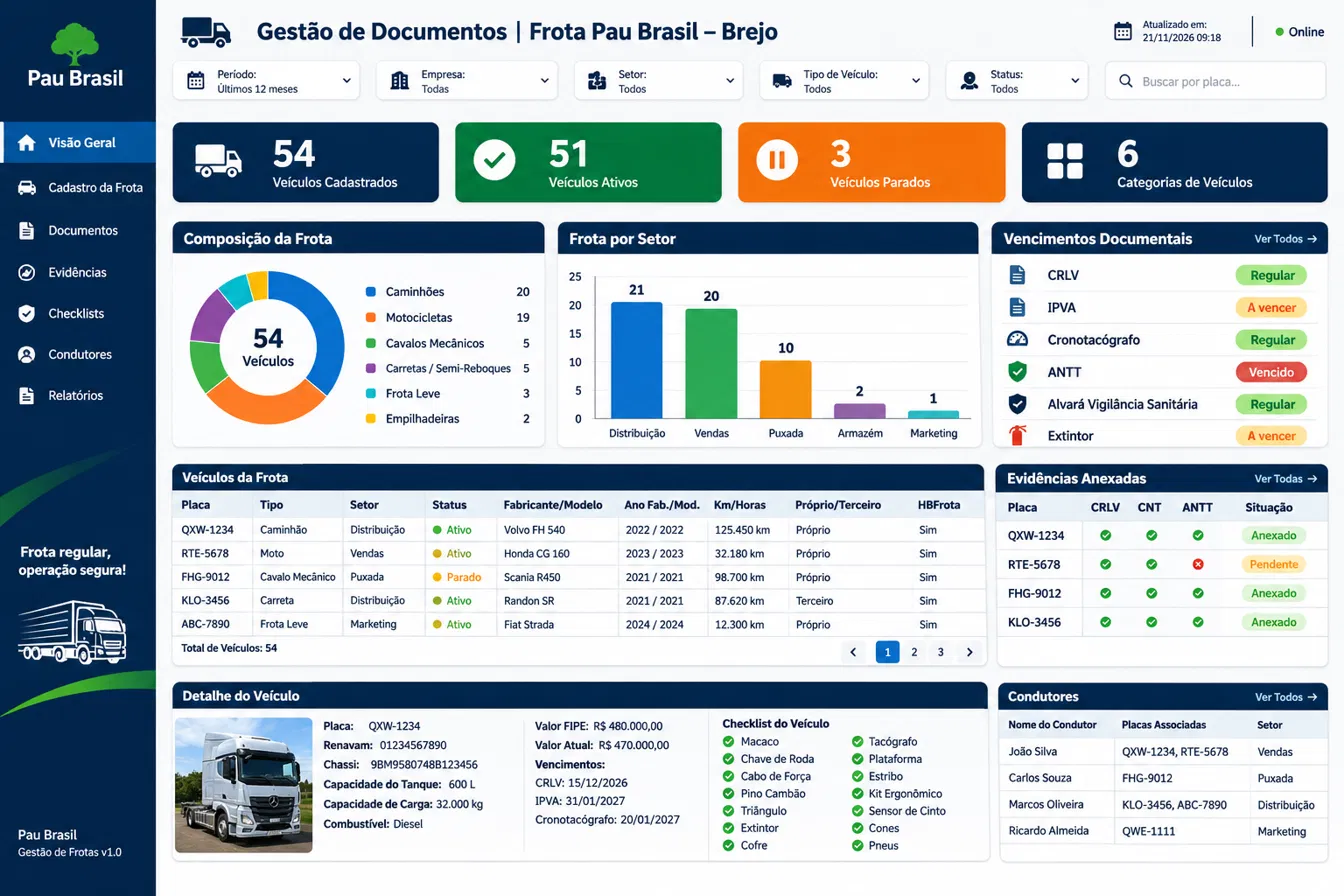 Pau Brasil
Visão Geral
Cadastro da Frota
Documentos
Evidências
Checklists
Condutores
Relatórios
Frota regular,
operação segura!
Pau Brasil
Gestão de Frotas v1.0
Gestão de Documentos | Frota Pau Brasil – Brejo
Atualizado em:
21/11/2026 09:18
Online
Período:
Últimos 12 meses
Empresa:
Todas
Setor:
Todos
Tipo de Veículo:
Todos
Status:
Todos
Buscar por placa...
54
Veículos Cadastrados
51
Veículos Ativos
3
Veículos Parados
6
Categorias de Veículos
Composição da Frota
54
Veículos
Caminhões 20
Motocicletas 19
Cavalos Mecânicos 5
Carretas / Semi-Reboques 5
Frota Leve 3
Empilhadeiras 2
Frota por Setor
25
20
15
10
5
0
21
20
10
2
1
Distribuição Vendas Puxada Armazém Marketing
Vencimentos Documentais Ver Todos →
CRLV Regular
IPVA A vencer
Cronotacógrafo Regular
ANTT Vencido
Alvará Vigilância Sanitária Regular
Extintor A vencer
Veículos da Frota
Placa Tipo Setor Status Fabricante/Modelo Ano Fab./Mod. Km/Horas Próprio/Terceiro HBFrota
QXW-1234 Caminhão Distribuição Ativo Volvo FH 540 2022 / 2022 125.450 km Próprio Sim
RTE-5678 Moto Vendas Ativo Honda CG 160 2023 / 2023 32.180 km Próprio Sim
FHG-9012 Cavalo Mecânico Puxada Parado Scania R450 2021 / 2021 98.700 km Próprio Sim
KLO-3456 Carreta Distribuição Ativo Randon SR 2021 / 2021 87.620 km Terceiro Sim
ABC-7890 Frota Leve Marketing Ativo Fiat Strada 2024 / 2024 12.300 km Próprio Sim
Total de Veículos: 54
1 2 3
Evidências Anexadas Ver Todas →
Placa CRLV CNT ANTT Situação
QXW-1234 Anexado
RTE-5678 Pendente
FHG-9012 Anexado
KLO-3456 Anexado
Detalhe do Veículo
Placa: QXW-1234
Renavam: 01234567890
Chassi: 9BM9580748B123456
Capacidade do Tanque: 600 L
Capacidade de Carga: 32.000 kg
Combustível: Diesel
Valor FIPE: R$ 480.000,00
Valor Atual: R$ 470.000,00
Vencimentos:
CRLV: 15/12/2026
IPVA: 31/01/2027
Cronotacógrafo: 20/01/2027
Checklist do Veículo
Macaco
Chave de Roda
Cabo de Força
Pino Cambão
Triângulo
Extintor
Cofre
Tacógrafo
Plataforma
Estribo
Kit Ergonômico
Sensor de Cinto
Cones
Pneus
Condutores Ver Todos →
Nome do Condutor Placas Associadas Setor
João Silva QXW-1234, RTE-5678 Vendas
Carlos Souza FHG-9012 Puxada
Marcos Oliveira KLO-3456, ABC-7890 Distribuição
Ricardo Almeida QWE-1111 Marketing